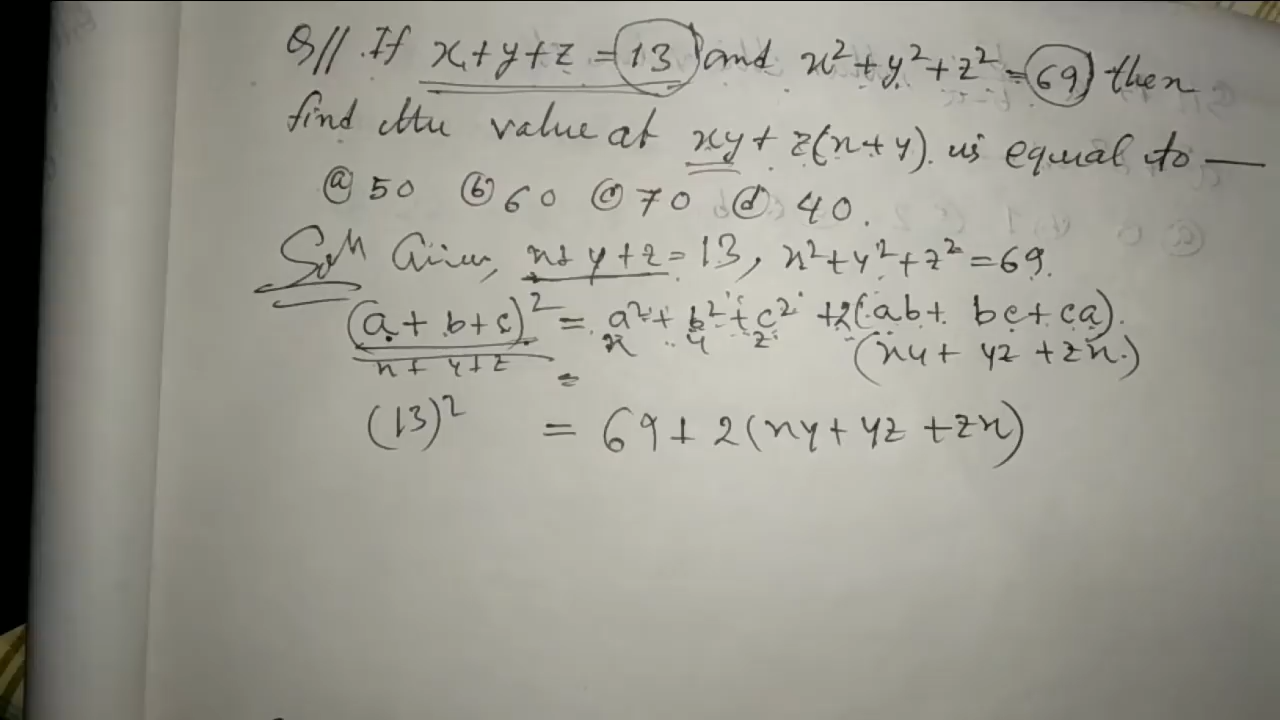 Q// If x+y+z = 13 and x²+y²+z² = 69 then
find the value at xy + z(x+y). is equal to —
(a) 50 (b) 60 (c) 70 (d) 40.
Solⁿ Given, x+y+z = 13, x²+y²+z² = 69.
(a+b+c)² = a²+b²+c² +2(ab+ bc+ca).
x+y+z x y z (xy+ yz +zx.)
=
(13)² = 69+2(xy+yz+zx)